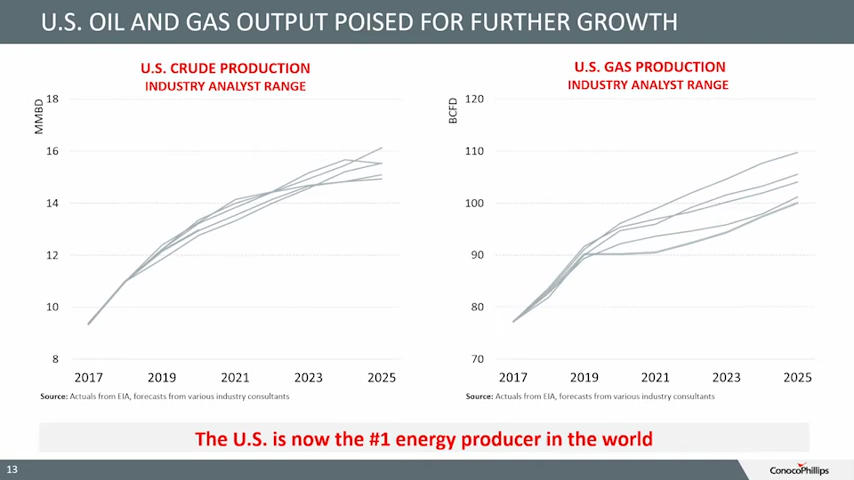 U.S. OIL AND GAS OUTPUT POISED FOR FURTHER GROWTH
U.S. CRUDE PRODUCTION
INDUSTRY ANALYST RANGE
MMBD
18
16
14
12
10
8
2017 2019 2021 2023 2025
Source: Actuals from EIA, forecasts from various industry consultants
U.S. GAS PRODUCTION
INDUSTRY ANALYST RANGE
BCFD
120
110
100
90
80
70
2017 2019 2021 2023 2025
Source: Actuals from EIA, forecasts from various industry consultants
The U.S. is now the #1 energy producer in the world
13
ConocoPhillips